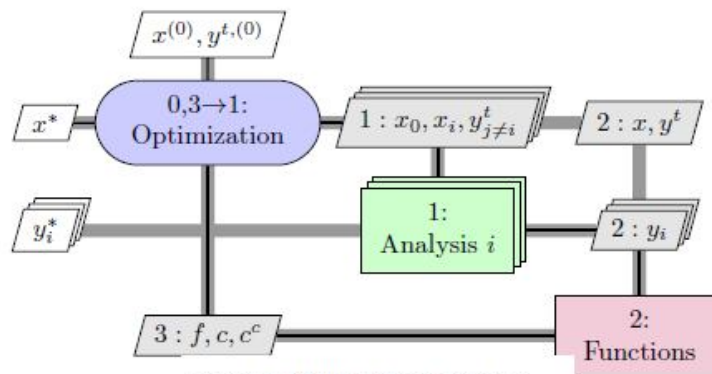 x^{(0)}, y^{t,(0)}
x^*
0,3→1:
Optimization
1 : x_0, x_i, y^t_{j≠i}
2 : x, y^t
y_i^*
1:
Analysis i
2 : y_i
3 : f, c, c^c
2:
Functions